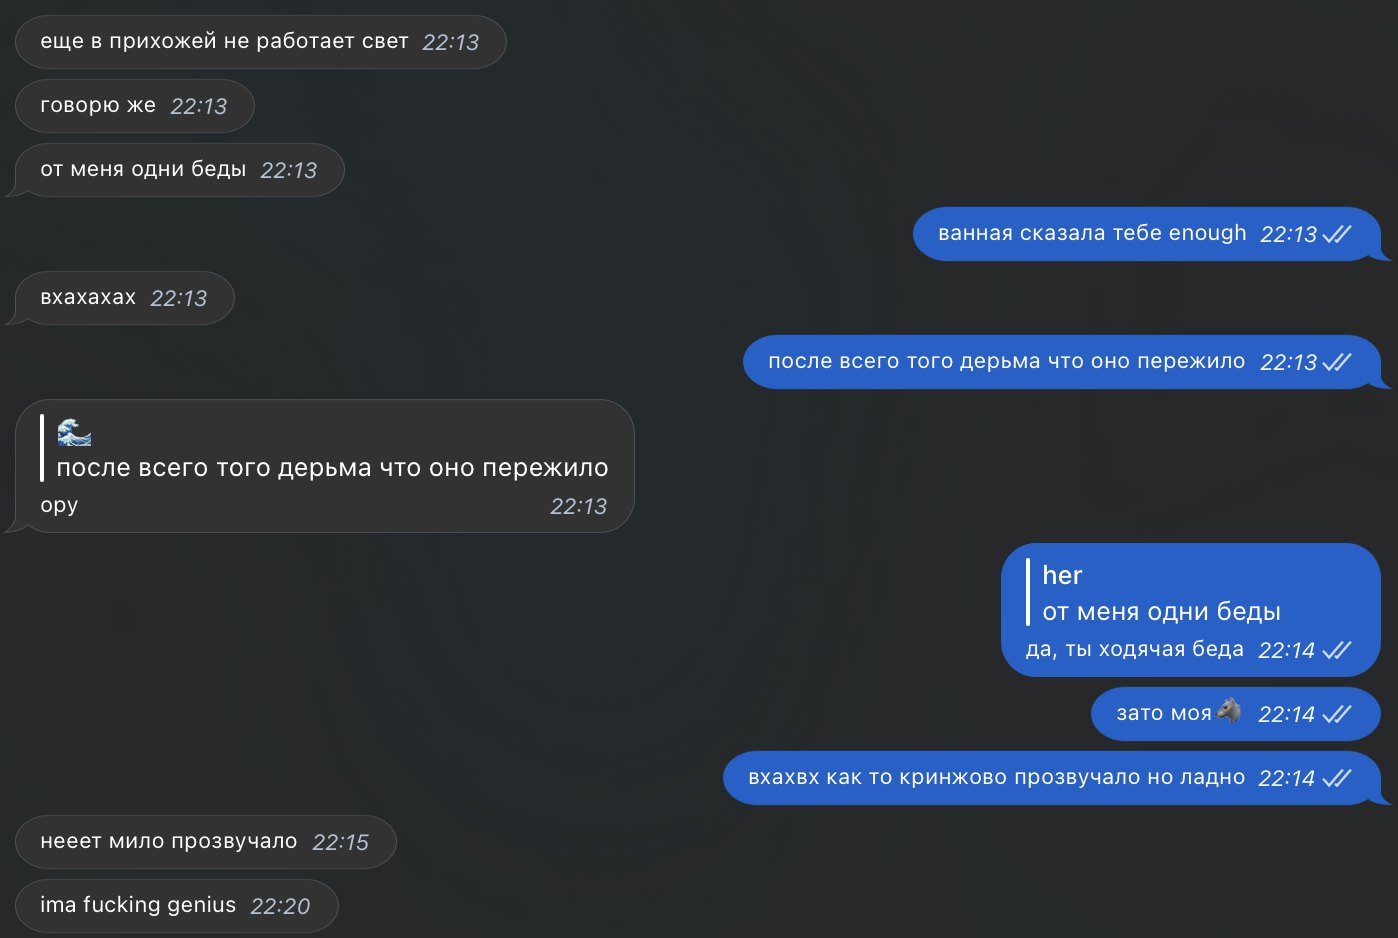 еще в прихожей не работает свет 22:13
говорю же 22:13
от меня одни беды 22:13
ванная сказала тебе enough 22:13
вхахахах 22:13
после всего того дерьма что оно пережило 22:13
🌊
после всего того дерьма что оно пережило
ору 22:13
her
от меня одни беды
да, ты ходячая беда 22:14
зато моя🐴 22:14
вхахвх как то кринжово прозвучало но ладно 22:14
нееет мило прозвучало 22:15
ima fucking genius 22:20